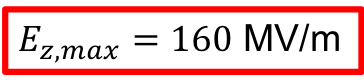 E_{z,max} = 160 MV/m